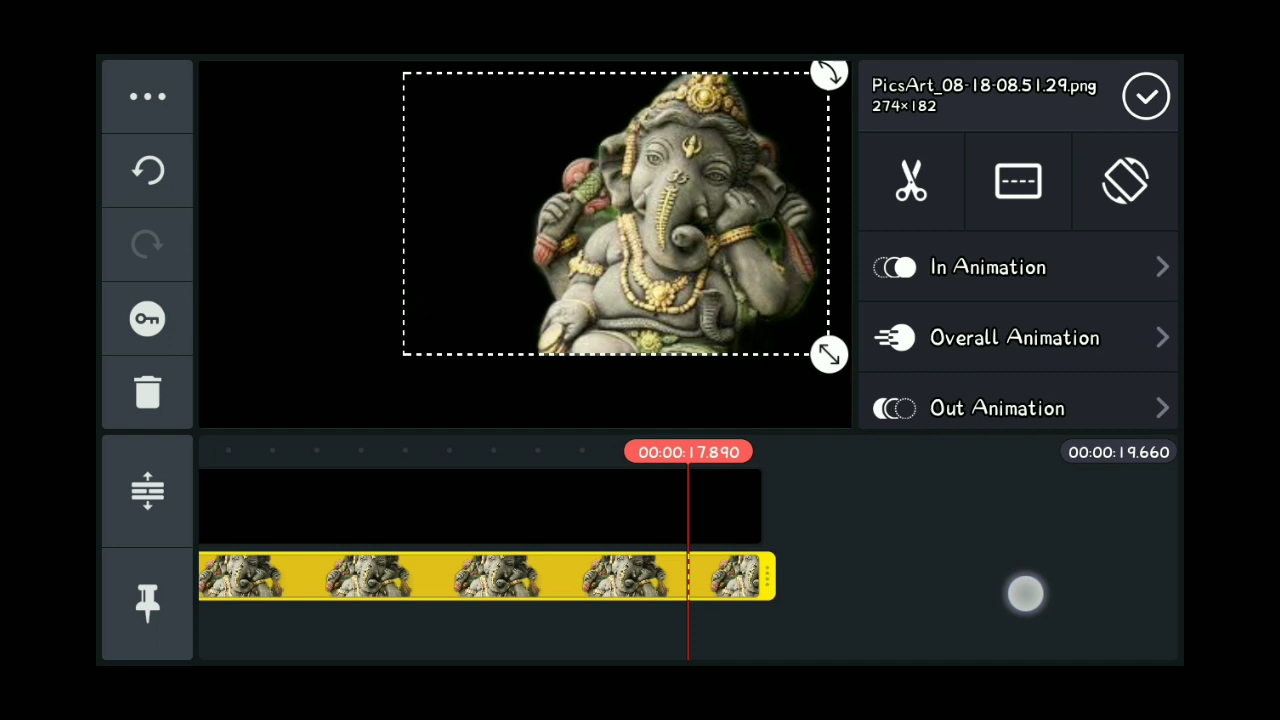 PicsArt_08-18-08.51.29.png
274×182
In Animation
Overall Animation
Out Animation
00:00:17.890
00:00:19.660